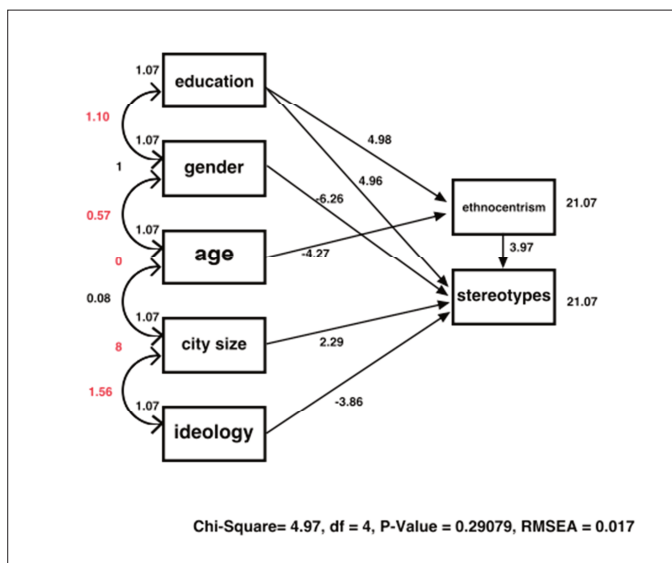 1.07
education
1.10
4.98
1.07
1
gender
4.96
-6.26
ethnocentrism
21.07
0.57
1.07
age
3.97
0
-4.27
0.08
stereotypes
21.07
1.07
8
city size
2.29
1.56
1.07
-3.86
ideology
Chi-Square= 4.97, df = 4, P-Value = 0.29079, RMSEA = 0.017